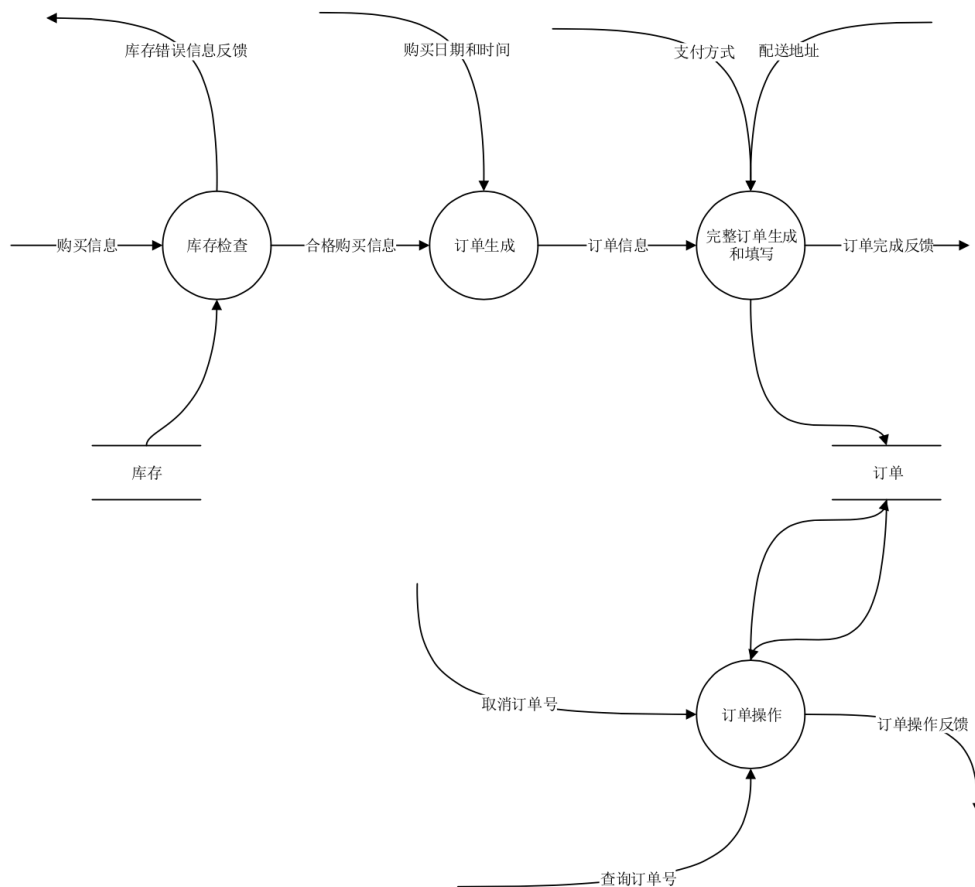 库存错误信息反馈
购买日期和时间
支付方式
配送地址
购买信息
库存检查
合格购买信息
订单生成
订单信息
完整订单生成
和填写
订单完成反馈
库存
订单
取消订单号
订单操作
订单操作反馈
查询订单号